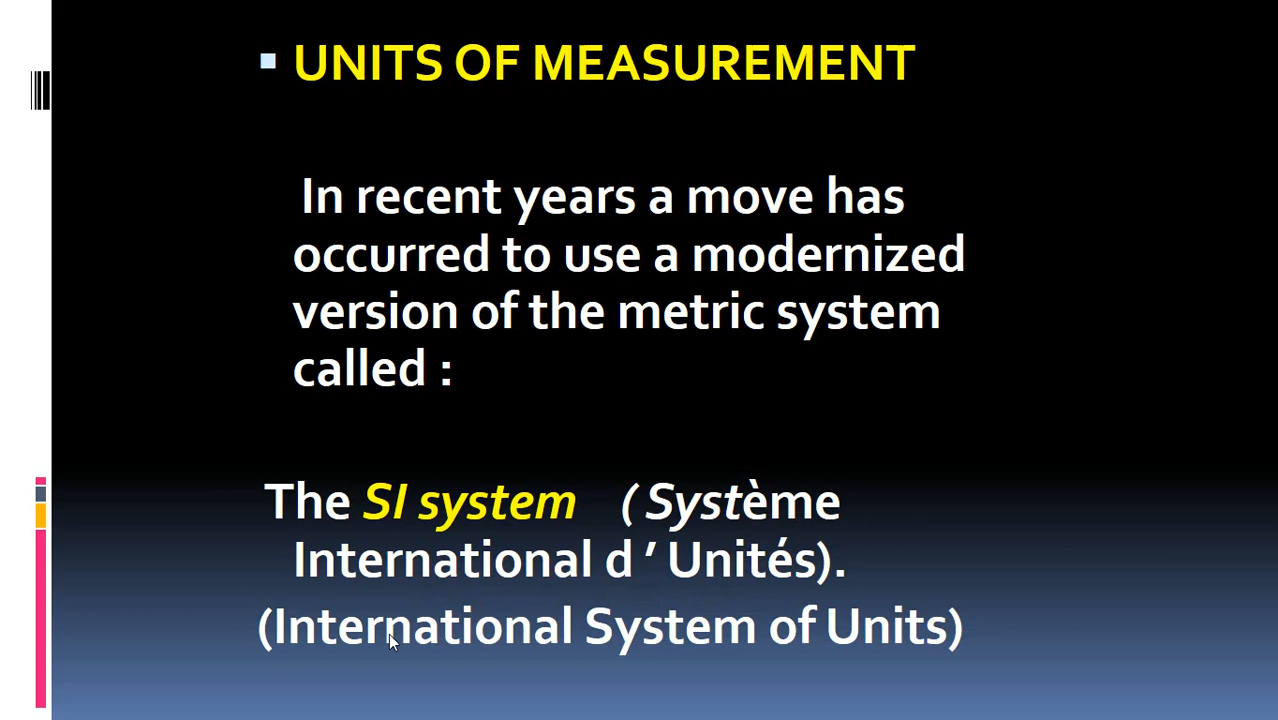 ▪ UNITS OF MEASUREMENT
In recent years a move has
occurred to use a modernized
version of the metric system
called :
The SI system ( Système
International d ’ Unités).
(International System of Units)